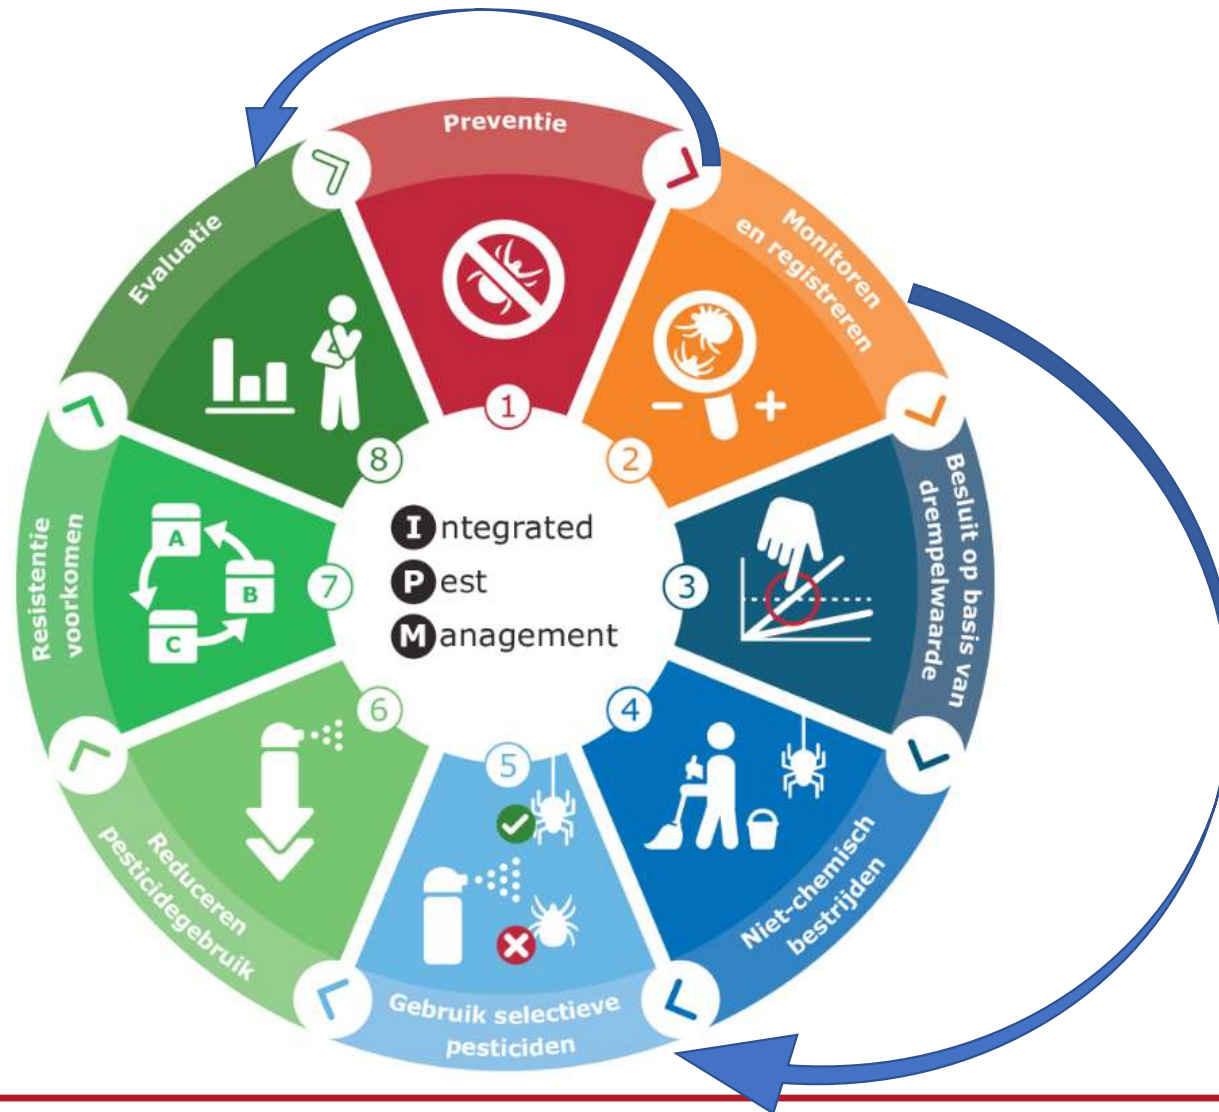 Preventie
1
Monitoren
en registreren
- +
2
Besluit op basis van
drempelwaarde
3
Niet-chemisch
bestrijden
4
Gebruik selectieve
pesticiden
5
Reduceren
pesticidegebruik
6
Resistentie
voorkomen
A
B
C
7
Evaluatie
8
Integrated
Pest
Management